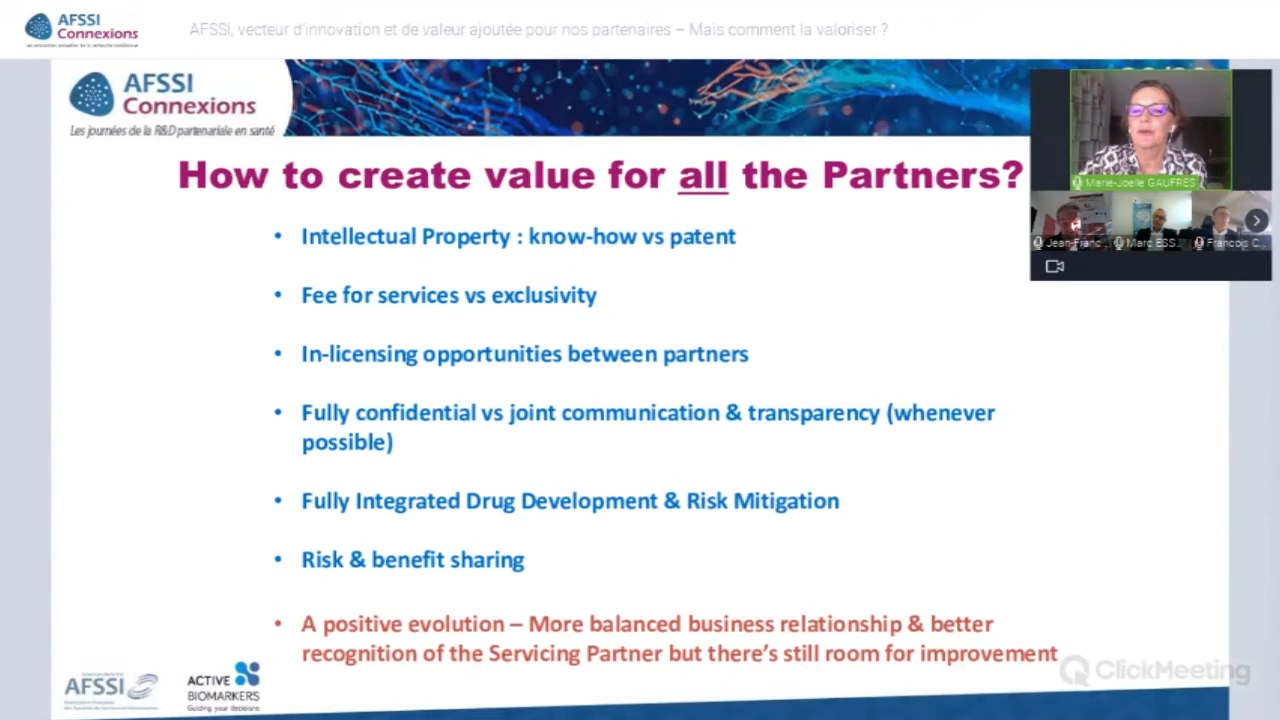 AFSSI
Connexions
AFSSI, vecteur d'innovation et de valeur ajoutée pour nos partenaires – Mais comment la valoriser ?
AFSSI
Connexions
Les journées de la R&D partenariale en santé
How to create value for all the Partners?
• Intellectual Property : know-how vs patent
• Fee for services vs exclusivity
• In-licensing opportunities between partners
• Fully confidential vs joint communication & transparency (whenever
possible)
• Fully Integrated Drug Development & Risk Mitigation
• Risk & benefit sharing
• A positive evolution – More balanced business relationship & better
recognition of the Servicing Partner but there's still room for improvement
Marie-Joelle GAUFRES
Jean-Franc...
Marc ESS...
Francois C...
AFSSI
ACTIVE
BIOMARKERS
Guiding your decisions
ClickMeeting